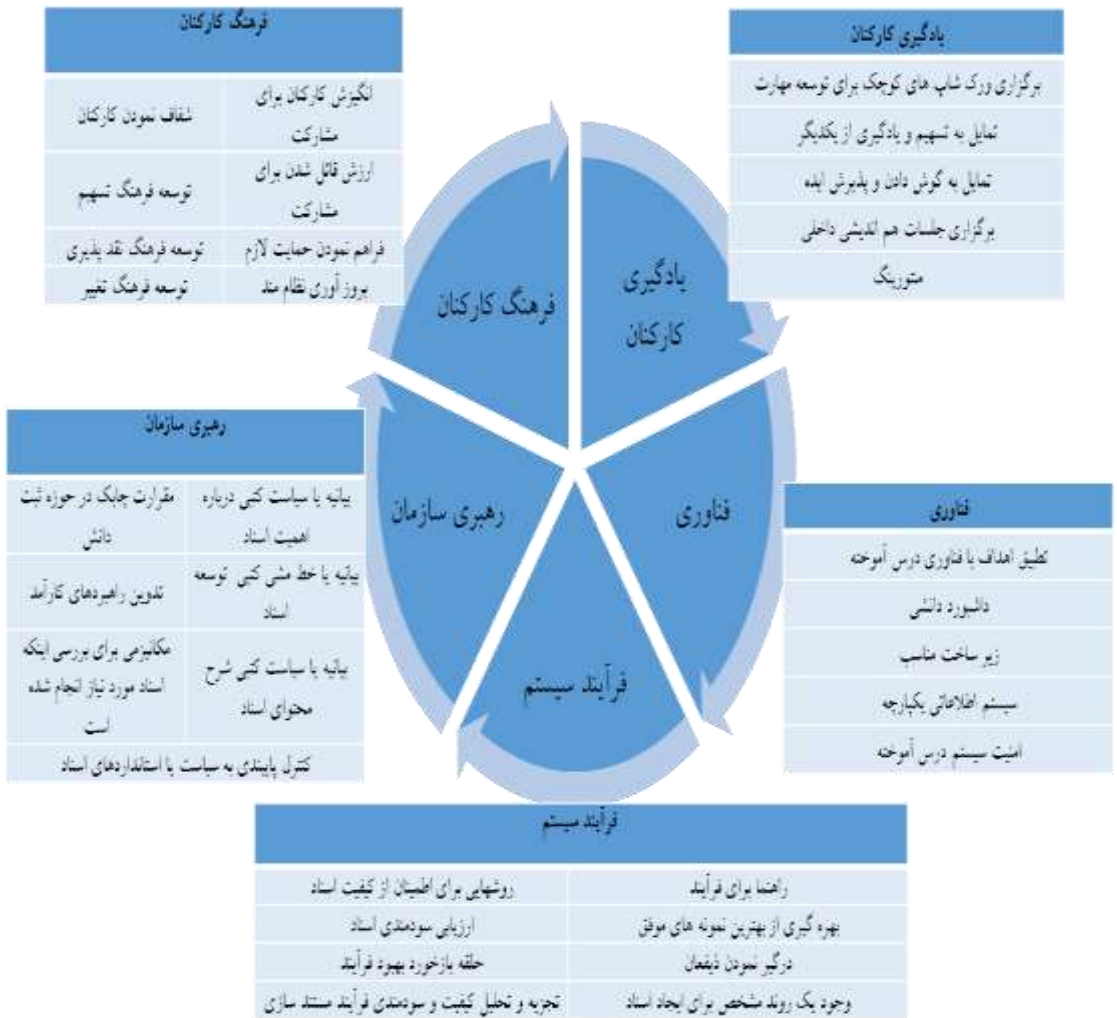 فرهنگ کارکنان
انگیزش کارکنان برای
مشارکت
شفاف نمودن کارکنان
ارزش قائل شدن برای
مشارکت
توسعه فرهنگ تسهیم
فراهم نمودن حمایت لازم
توسعه فرهنگ نقد پذیری
بروز آوری نظام مند
توسعه فرهنگ تغییر
یادگیری کارکنان
برگزاری ورک شاپ های کوچک برای توسعه مهارت
تمایل به تسهیم و یادگیری از یکدیگر
تمایل به گوش دادن و پذیرش ایده
برگزاری جلسات هم اندیشی داخلی
منتورینگ
یادگیری
کارکنان
فرهنگ کارکنان
فناوری
رهبری سازمان
فرآیند سیستم
رهبری سازمان
بیانیه یا سیاست کتبی درباره
اهمیت اسناد
مقرارت چابک در حوزه ثبت
دانش
بیانیه یا خط مشی کتبی توسعه
اسناد
تدوین راهبردهای کارآمد
بیانیه یا سیاست کتبی شرح
محتوای اسناد
مکانیزمی برای بررسی اینکه
اسناد مورد نیاز انجام شده
است
کنترل پایبندی به سیاست یا استانداردهای اسناد
فناوری
تطبیق اهداف با فناوری درس آموخته
داشبورد دانشی
زیر ساخت مناسب
سیستم اطلاعاتی یکپارچه
امنیت سیستم درس آموخته
فرآیند سیستم
راهنما برای فرآیند
روشهایی برای اطمینان از کیفیت اسناد
بهره گیری از بهترین نمونه های موفق
ارزیابی سودمندی اسناد
درگیر نمودن ذیفعان
حلقه بازخورد بهبود فرآیند
وجود یک روند مشخص برای ایجاد اسناد
تجزیه و تحلیل کیفیت و سودمندی فرآیند مستند سازی